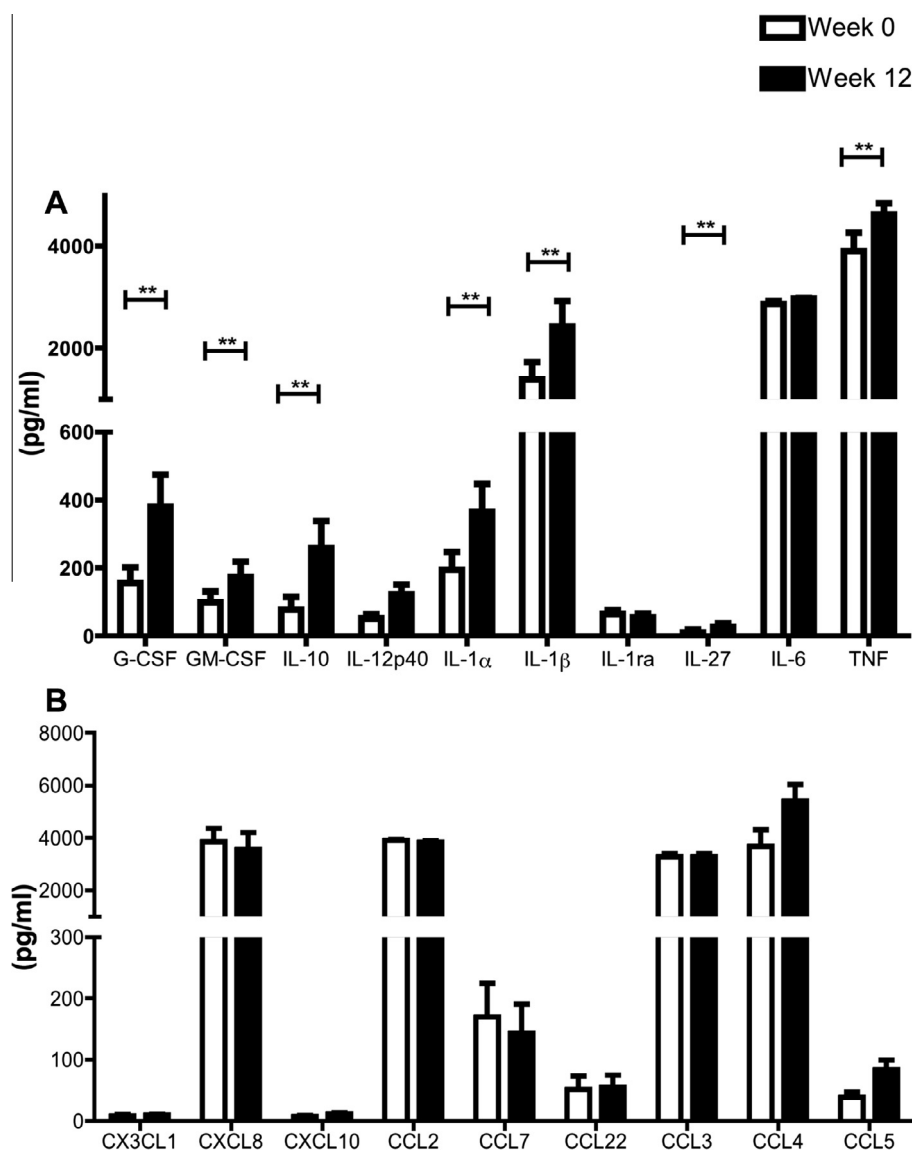 Week 0
Week 12
A
** ** ** ** ** ** **
(pg/ml)
4000
2000
600
400
200
0
G-CSF GM-CSF IL-10 IL-12p40 IL-1α IL-1β IL-1ra IL-27 IL-6 TNF
B
(pg/ml)
8000
6000
4000
2000
300
200
100
0
CX3CL1 CXCL8 CXCL10 CCL2 CCL7 CCL22 CCL3 CCL4 CCL5